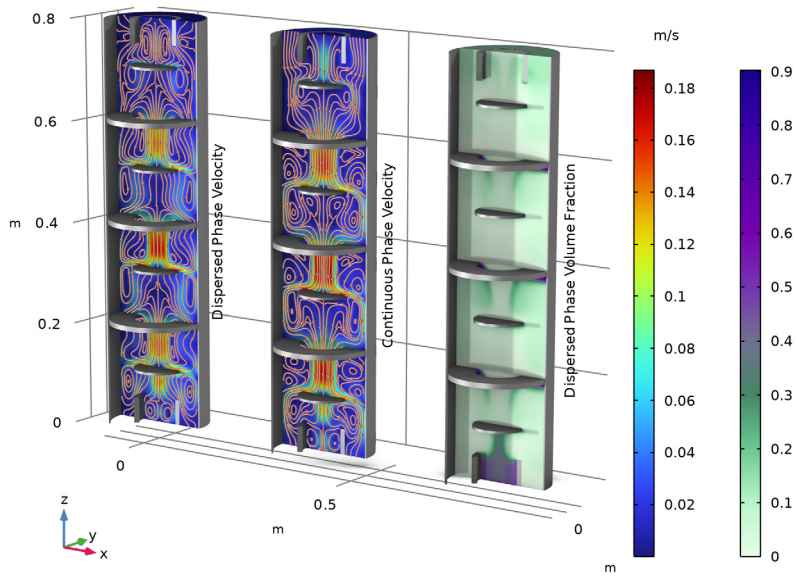 m/s
0.8
0.6
0.4
0.2
0
m
Dispersed Phase Velocity
Continuous Phase Velocity
Dispersed Phase Volume Fraction
0.18
0.16
0.14
0.12
0.1
0.08
0.06
0.04
0.02
0.9
0.8
0.7
0.6
0.5
0.4
0.3
0.2
0.1
0
0
0.5
0
m
m
z
y
x